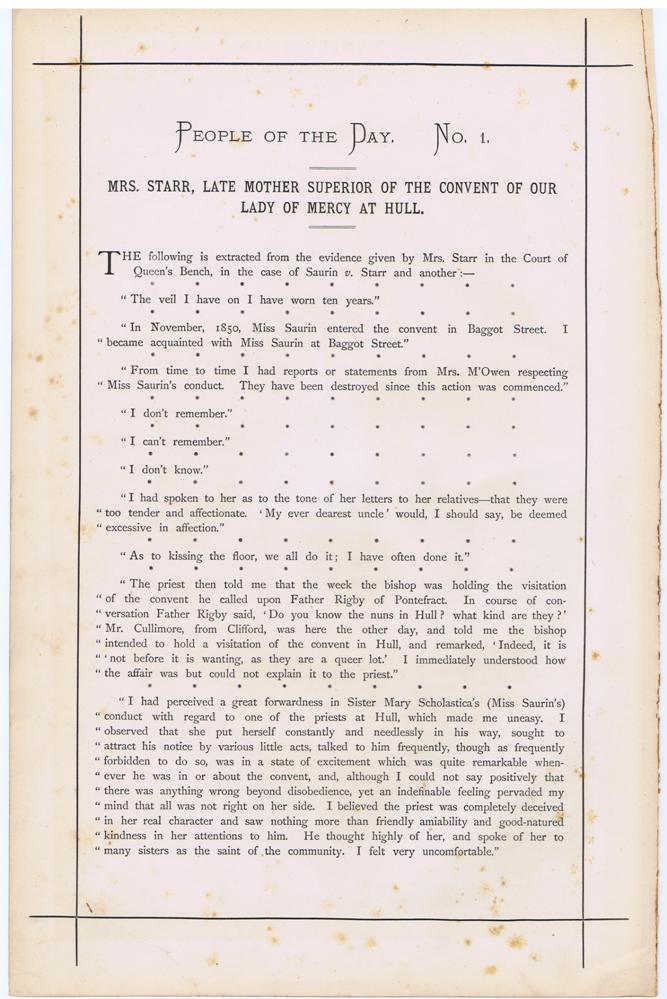 PEOPLE OF THE DAY. No. 1.
MRS. STARR, LATE MOTHER SUPERIOR OF THE CONVENT OF OUR
LADY OF MERCY AT HULL.
THE following is extracted from the evidence given by Mrs. Starr in the Court of
Queen's Bench, in the case of Saurin v. Starr and another:—
* * * * * * * * *
"The veil I have on I have worn ten years."
* * * * * * * * *
"In November, 1850, Miss Saurin entered the convent in Baggot Street. I
"became acquainted with Miss Saurin at Baggot Street."
* * * * * * * * *
"From time to time I had reports or statements from Mrs. M'Owen respecting
"Miss Saurin's conduct. They have been destroyed since this action was commenced."
* * * * * * * * *
"I don't remember."
* * * * * * * * *
"I can't remember."
* * * * * * * * *
"I don't know."
* * * * * * * * *
"I had spoken to her as to the tone of her letters to her relatives—that they were
"too tender and affectionate. 'My ever dearest uncle' would, I should say, be deemed
"excessive in affection."
* * * * * * * * *
"As to kissing the floor, we all do it; I have often done it."
* * * * * * * * *
"The priest then told me that the week the bishop was holding the visitation
"of the convent he called upon Father Rigby of Pontefract. In course of con-
"versation Father Rigby said, 'Do you know the nuns in Hull? what kind are they?'
"Mr. Cullimore, from Clifford, was here the other day, and told me the bishop
"intended to hold a visitation of the convent in Hull, and remarked, 'Indeed, it is
"'not before it is wanting, as they are a queer lot.' I immediately understood how
"the affair was but could not explain it to the priest."
* * * * * * * * *
"I had perceived a great forwardness in Sister Mary Scholastica's (Miss Saurin's)
"conduct with regard to one of the priests at Hull, which made me uneasy. I
"observed that she put herself constantly and needlessly in his way, sought to
"attract his notice by various little acts, talked to him frequently, though as frequently
"forbidden to do so, was in a state of excitement which was quite remarkable when-
"ever he was in or about the convent, and, although I could not say positively that
"there was anything wrong beyond disobedience, yet an indefinable feeling pervaded my
"mind that all was not right on her side. I believed the priest was completely deceived
"in her real character and saw nothing more than friendly amiability and good-natured
"kindness in her attentions to him. He thought highly of her, and spoke of her to
"many sisters as the saint of the community. I felt very uncomfortable."